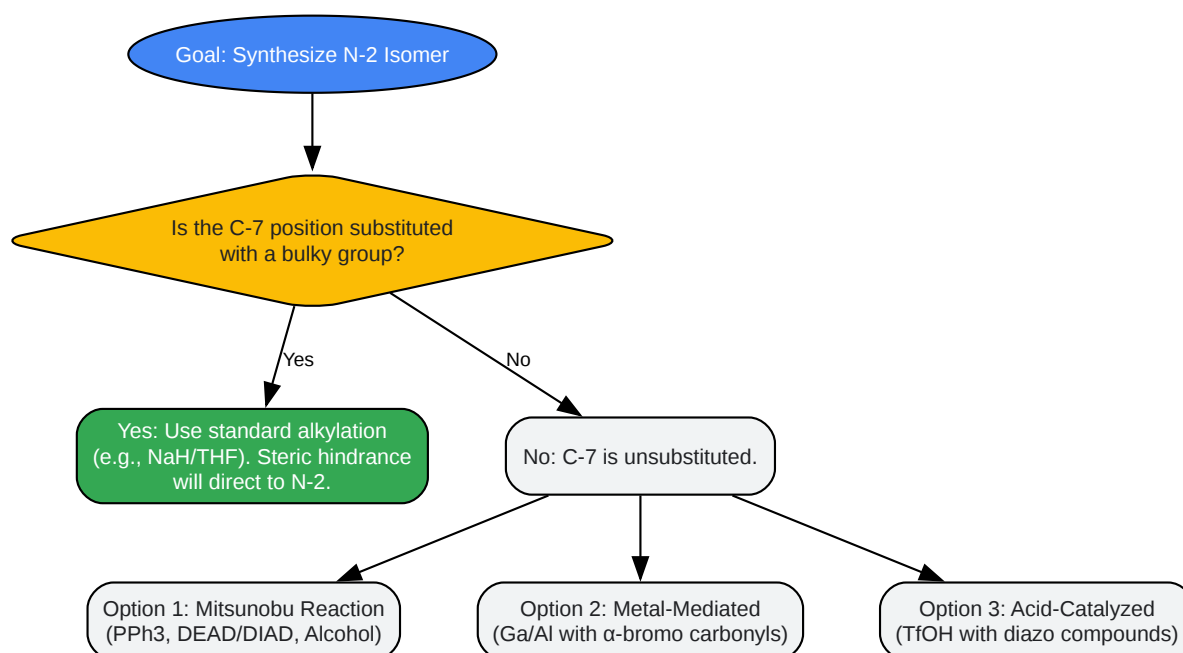 Goal: Synthesize N-2 Isomer
Is the C-7 position substituted
with a bulky group?
Yes
No
Yes: Use standard alkylation
(e.g., NaH/THF). Steric hindrance
will direct to N-2.
No: C-7 is unsubstituted.
Option 1: Mitsunobu Reaction
(PPh3, DEAD/DIAD, Alcohol)
Option 2: Metal-Mediated
(Ga/Al with α-bromo carbonyls)
Option 3: Acid-Catalyzed
(TfOH with diazo compounds)